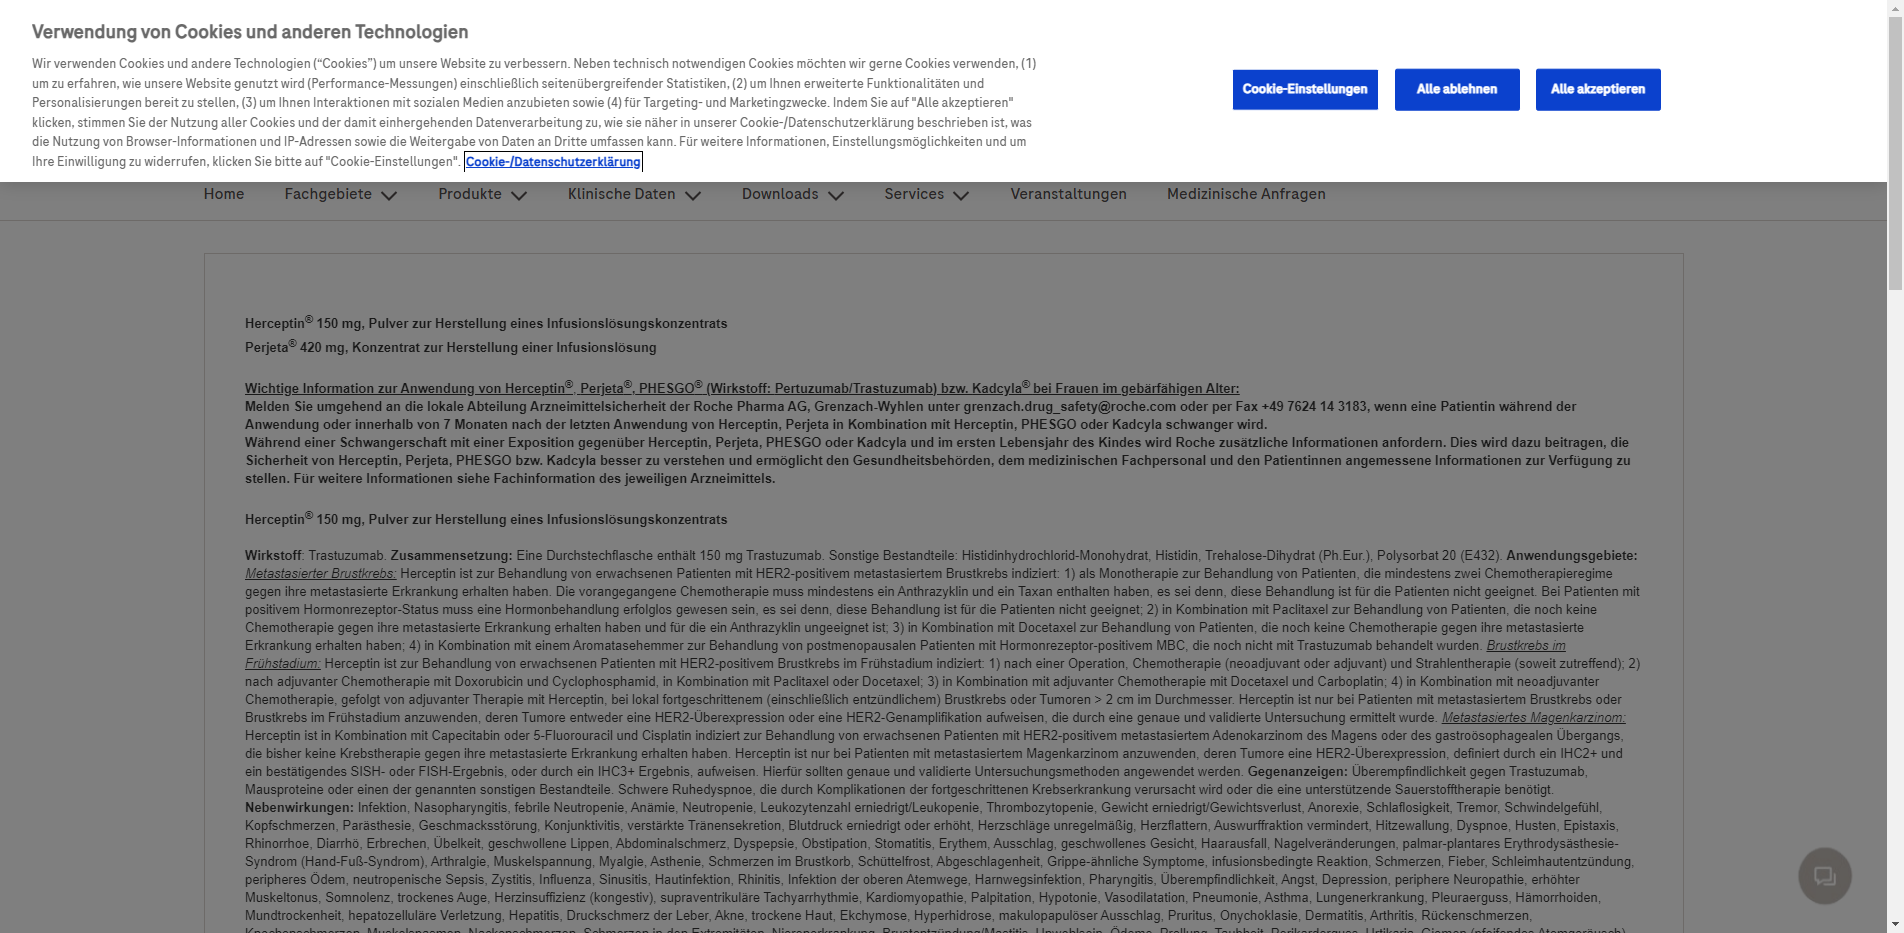 Verwendung von Cookies und anderen Technologien
Wir verwenden Cookies und andere Technologien (“Cookies”) um unsere Website zu verbessern. Neben technisch notwendigen Cookies möchten wir gerne Cookies verwenden, (1)
um zu erfahren, wie unsere Website genutzt wird (Performance-Messungen) einschließlich seitenübergreifender Statistiken, (2) um Ihnen erweiterte Funktionalitäten und
Personalisierungen bereit zu stellen, (3) um Ihnen Interaktionen mit sozialen Medien anzubieten sowie (4) für Targeting- und Marketingzwecke. Indem Sie auf "Alle akzeptieren"
klicken, stimmen Sie der Nutzung aller Cookies und der damit einhergehenden Datenverarbeitung zu, wie sie näher in unserer Cookie-/Datenschutzerklärung beschrieben ist, was
die Nutzung von Browser-Informationen und IP-Adressen sowie die Weitergabe von Daten an Dritte umfassen kann. Für weitere Informationen, Einstellungsmöglichkeiten und um
Ihre Einwilligung zu widerrufen, klicken Sie bitte auf "Cookie-Einstellungen". Cookie-/Datenschutzerklärung
Cookie-Einstellungen
Alle ablehnen
Alle akzeptieren
Home Fachgebiete Produkte Klinische Daten Downloads Services Veranstaltungen Medizinische Anfragen
Herceptin® 150 mg, Pulver zur Herstellung eines Infusionslösungskonzentrats
Perjeta® 420 mg, Konzentrat zur Herstellung einer Infusionslösung
Wichtige Information zur Anwendung von Herceptin®, Perjeta®, PHESGO® (Wirkstoff: Pertuzumab/Trastuzumab) bzw. Kadcyla® bei Frauen im gebärfähigen Alter:
Melden Sie umgehend an die lokale Abteilung Arzneimittelsicherheit der Roche Pharma AG, Grenzach-Wyhlen unter grenzach.drug_safety@roche.com oder per Fax +49 7624 14 3183, wenn eine Patientin während der
Anwendung oder innerhalb von 7 Monaten nach der letzten Anwendung von Herceptin, Perjeta in Kombination mit Herceptin, PHESGO oder Kadcyla schwanger wird.
Während einer Schwangerschaft mit einer Exposition gegenüber Herceptin, Perjeta, PHESGO oder Kadcyla und im ersten Lebensjahr des Kindes wird Roche zusätzliche Informationen anfordern. Dies wird dazu beitragen, die
Sicherheit von Herceptin, Perjeta, PHESGO bzw. Kadcyla besser zu verstehen und ermöglicht den Gesundheitsbehörden, dem medizinischen Fachpersonal und den Patientinnen angemessene Informationen zur Verfügung zu
stellen. Für weitere Informationen siehe Fachinformation des jeweiligen Arzneimittels.
Herceptin® 150 mg, Pulver zur Herstellung eines Infusionslösungskonzentrats
Wirkstoff: Trastuzumab. Zusammensetzung: Eine Durchstechflasche enthält 150 mg Trastuzumab. Sonstige Bestandteile: Histidinhydrochlorid-Monohydrat, Histidin, Trehalose-Dihydrat (Ph.Eur.), Polysorbat 20 (E432). Anwendungsgebiete:
Metastasierter Brustkrebs: Herceptin ist zur Behandlung von erwachsenen Patienten mit HER2-positivem metastasiertem Brustkrebs indiziert: 1) als Monotherapie zur Behandlung von Patienten, die mindestens zwei Chemotherapieregime
gegen ihre metastasierte Erkrankung erhalten haben. Die vorangegangene Chemotherapie muss mindestens ein Anthrazyklin und ein Taxan enthalten haben, es sei denn, diese Behandlung ist für die Patienten nicht geeignet. Bei Patienten mit
positivem Hormonrezeptor-Status muss eine Hormonbehandlung erfolglos gewesen sein, es sei denn, diese Behandlung ist für die Patienten nicht geeignet; 2) in Kombination mit Paclitaxel zur Behandlung von Patienten, die noch keine
Chemotherapie gegen ihre metastasierte Erkrankung erhalten haben und für die ein Anthrazyklin ungeeignet ist; 3) in Kombination mit Docetaxel zur Behandlung von Patienten, die noch keine Chemotherapie gegen ihre metastasierte
Erkrankung erhalten haben; 4) in Kombination mit einem Aromatasehemmer zur Behandlung von postmenopausalen Patienten mit Hormonrezeptor-positivem MBC, die noch nicht mit Trastuzumab behandelt wurden. Brustkrebs im
Frühstadium: Herceptin ist zur Behandlung von erwachsenen Patienten mit HER2-positivem Brustkrebs im Frühstadium indiziert: 1) nach einer Operation, Chemotherapie (neoadjuvant oder adjuvant) und Strahlentherapie (soweit zutreffend); 2)
nach adjuvanter Chemotherapie mit Doxorubicin und Cyclophosphamid, in Kombination mit Paclitaxel oder Docetaxel; 3) in Kombination mit adjuvanter Chemotherapie mit Docetaxel und Carboplatin; 4) in Kombination mit neoadjuvanter
Chemotherapie, gefolgt von adjuvanter Therapie mit Herceptin, bei lokal fortgeschrittenem (einschließlich entzündlichem) Brustkrebs oder Tumoren > 2 cm im Durchmesser. Herceptin ist nur bei Patienten mit metastasiertem Brustkrebs oder
Brustkrebs im Frühstadium anzuwenden, deren Tumore entweder eine HER2-Überexpression oder eine HER2-Genamplifikation aufweisen, die durch eine genaue und validierte Untersuchung ermittelt wurde. Metastasiertes Magenkarzinom:
Herceptin ist in Kombination mit Capecitabin oder 5-Fluorouracil und Cisplatin indiziert zur Behandlung von erwachsenen Patienten mit HER2-positivem metastasiertem Adenokarzinom des Magens oder des gastroösophagealen Übergangs,
die bisher keine Krebstherapie gegen ihre metastasierte Erkrankung erhalten haben. Herceptin ist nur bei Patienten mit metastasiertem Magenkarzinom anzuwenden, deren Tumore eine HER2-Überexpression, definiert durch ein IHC2+ und
ein bestätigendes SISH- oder FISH-Ergebnis, oder durch ein IHC3+ Ergebnis, aufweisen. Hierfür sollten genaue und validierte Untersuchungsmethoden angewendet werden. Gegenanzeigen: Überempfindlichkeit gegen Trastuzumab,
Mausproteine oder einen der genannten sonstigen Bestandteile. Schwere Ruhedyspnoe, die durch Komplikationen der fortgeschrittenen Krebserkrankung verursacht wird oder die eine unterstützende Sauerstofftherapie benötigt.
Nebenwirkungen: Infektion, Nasopharyngitis, febrile Neutropenie, Anämie, Neutropenie, Leukozytenzahl erniedrigt/Leukopenie, Thrombozytopenie, Gewicht erniedrigt/Gewichtsverlust, Anorexie, Schlaflosigkeit, Tremor, Schwindelgefühl,
Kopfschmerzen, Parästhesie, Geschmacksstörung, Konjunktivitis, verstärkte Tränensekretion, Blutdruck erniedrigt oder erhöht, Herzschläge unregelmäßig, Herzflattern, Auswurffraktion vermindert, Hitzewallung, Dyspnoe, Husten, Epistaxis,
Rhinorrhoe, Diarrhö, Erbrechen, Übelkeit, geschwollene Lippen, Abdominalschmerz, Dyspepsie, Obstipation, Stomatitis, Erythem, Ausschlag, geschwollenes Gesicht, Haarausfall, Nagelveränderungen, palmar-plantares Erythrodysästhesie-
Syndrom (Hand-Fuß-Syndrom), Arthralgie, Muskelspannung, Myalgie, Asthenie, Schmerzen im Brustkorb, Schüttelfrost, Abgeschlagenheit, Grippe-ähnliche Symptome, infusionsbedingte Reaktion, Schmerzen, Fieber, Schleimhautentzündung,
peripheres Ödem, neutropenische Sepsis, Zystitis, Influenza, Sinusitis, Hautinfektion, Rhinitis, Infektion der oberen Atemwege, Harnwegsinfektion, Pharyngitis, Überempfindlichkeit, Angst, Depression, periphere Neuropathie, erhöhter
Muskeltonus, Somnolenz, trockenes Auge, Herzinsuffizienz (kongestiv), supraventrikuläre Tachyarrhythmie, Kardiomyopathie, Palpitation, Hypotonie, Vasodilatation, Pneumonie, Asthma, Lungenerkrankung, Pleuraerguss, Hämorrhoiden,
Mundtrockenheit, hepatozelluläre Verletzung, Hepatitis, Druckschmerz der Leber, Akne, trockene Haut, Ekchymose, Hyperhidrose, makulopapulöser Ausschlag, Pruritus, Onychoklasie, Dermatitis, Arthritis, Rückenschmerzen,
Knochenschmerzen, Muskelspasmen, Nackenschmerzen, Schmerzen in den Extremitäten, Nierenerkrankung, Brustentzündung/Mastitis, Unwohlsein, Ödeme, Prellung, Taubheit, Perikarderguss, Urtikaria, Giemen (pfeifendes Atemgeräusch),